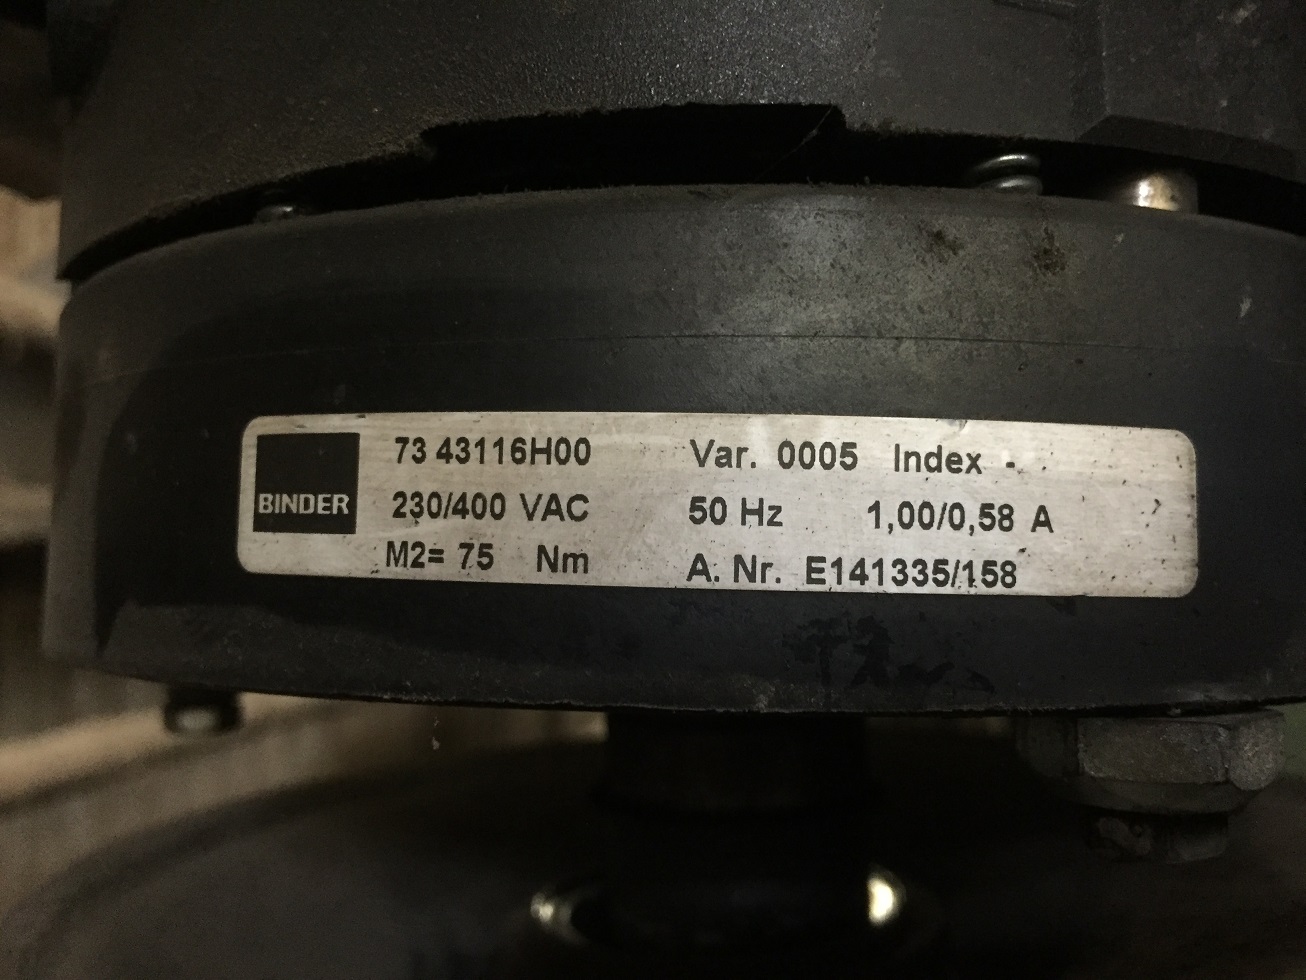 BINDER
73 43116H00 Var. 0005 Index -
230/400 VAC 50 Hz 1,00/0,58 A
M2= 75 Nm A. Nr. E141335/158